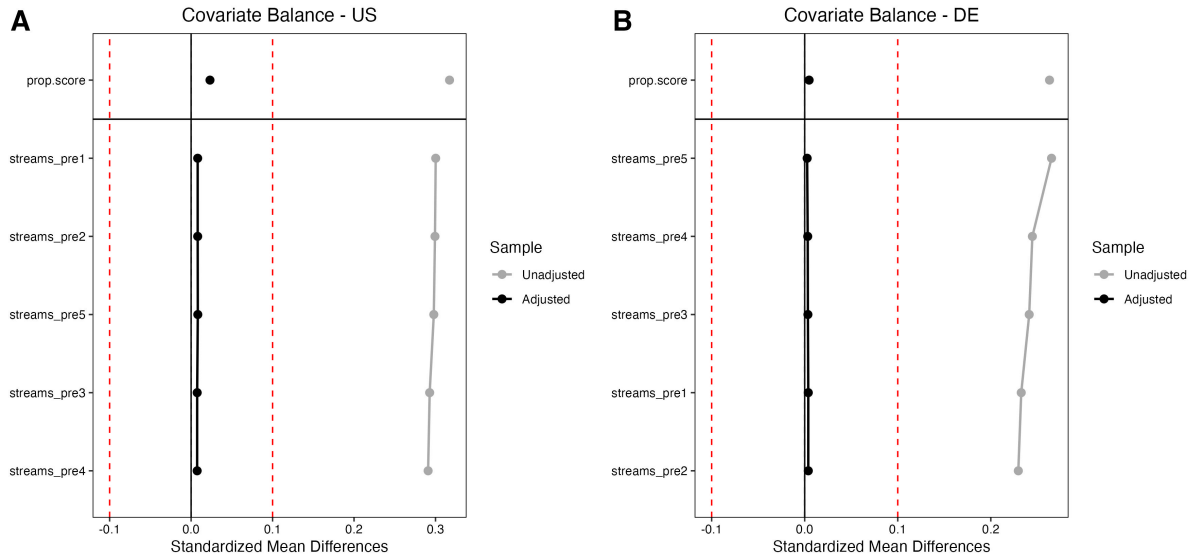 A
Covariate Balance - US
prop.score
streams_pre1
streams_pre2
streams_pre5
streams_pre3
streams_pre4
-0.1
0.0
0.1
0.2
0.3
Standardized Mean Differences
Sample
Unadjusted
Adjusted
B
Covariate Balance - DE
prop.score
streams_pre5
streams_pre4
streams_pre3
streams_pre1
streams_pre2
-0.1
0.0
0.1
0.2
Standardized Mean Differences
Sample
Unadjusted
Adjusted